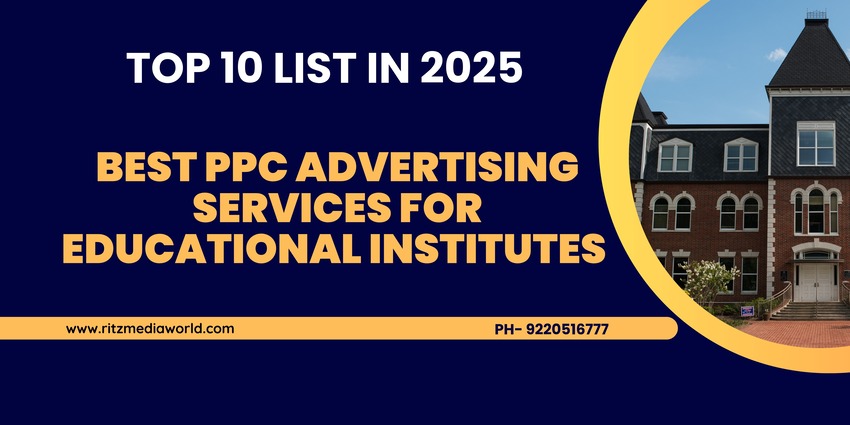 TOP 10 LIST IN 2025
BEST PPC ADVERTISING
SERVICES FOR
EDUCATIONAL INSTITUTES
www.ritzmediaworld.com
PH- 9220516777